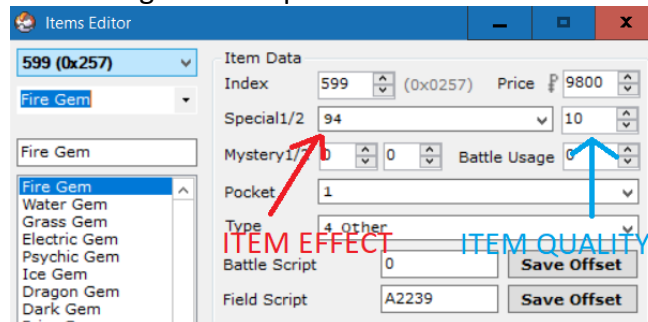 Items Editor
599 (0x257)
Fire Gem
Fire Gem
Fire Gem
Water Gem
Grass Gem
Electric Gem
Psychic Gem
Ice Gem
Dragon Gem
Dark Gem
Item Data
Index 599 (0x0257) Price 9800
Special1/2 94 10
Mystery1/2 0 0 Battle Usage 0
Pocket 1
Type 4 Other
ITEM EFFECT ITEM QUALITY
Battle Script 0 Save Offset
Field Script A2239 Save Offset